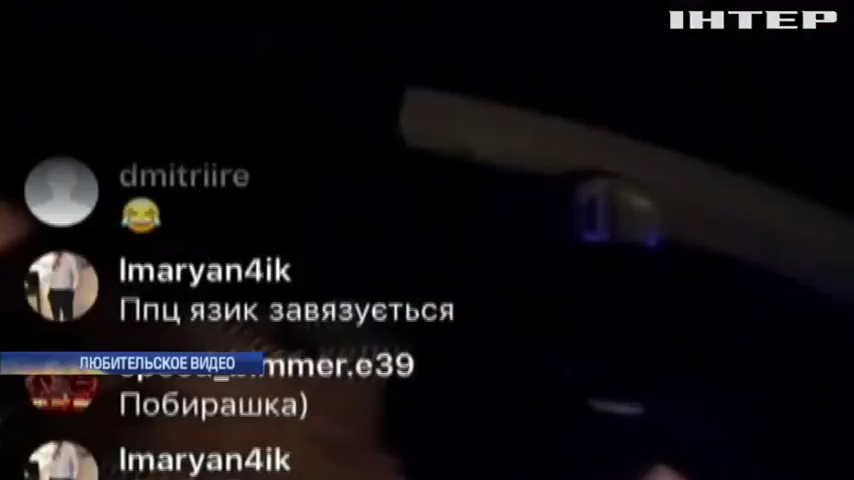 ІНТЕР
dmitriire
😂
lmaryan4ik
Ппц язик завязується
ЛЮБИТЕЛЬСКОЕ ВИДЕО
mmer.e39
Побирашка)
lmaryan4ik